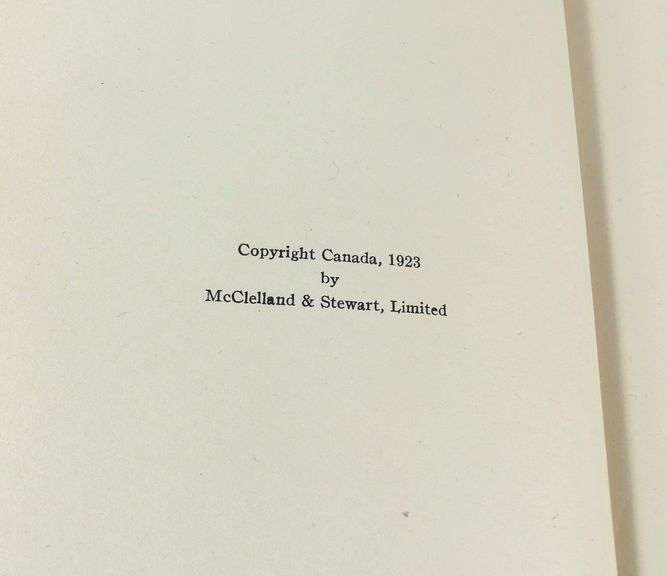 Copyright Canada, 1923
by
McClelland & Stewart, Limited